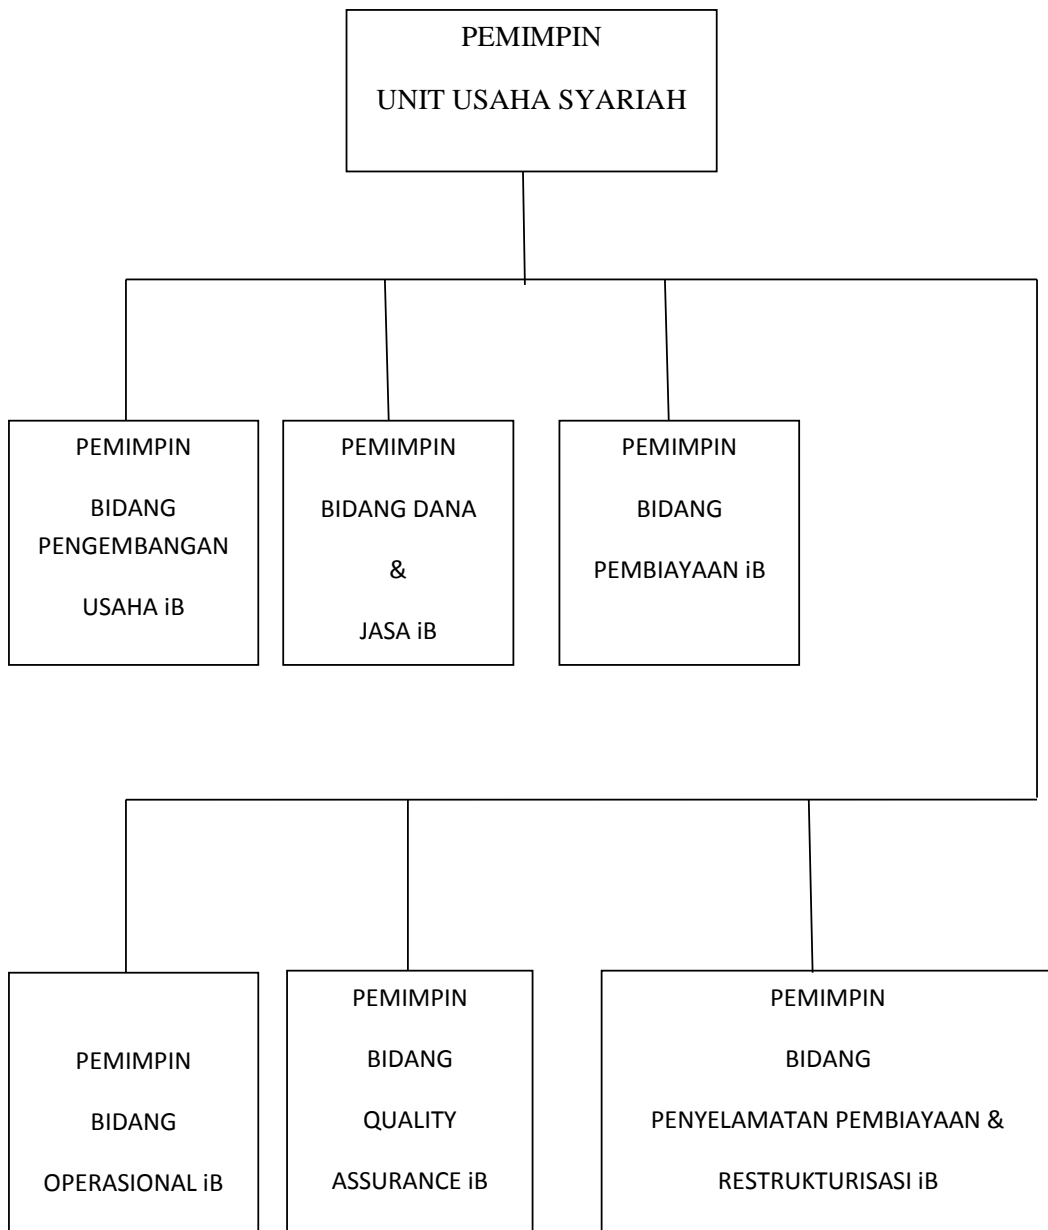 PEMIMPIN
UNIT USAHA SYARIAH
PEMIMPIN
BIDANG
PENGEMBANGAN
USAHA iB
PEMIMPIN
BIDANG DANA
&
JASA iB
PEMIMPIN
BIDANG
PEMBIAYAAN iB
PEMIMPIN
BIDANG
OPERASIONAL iB
PEMIMPIN
BIDANG
QUALITY
ASSURANCE iB
PEMIMPIN
BIDANG
PENYELAMATAN PEMBIAYAAN &
RESTRUKTURISASI iB